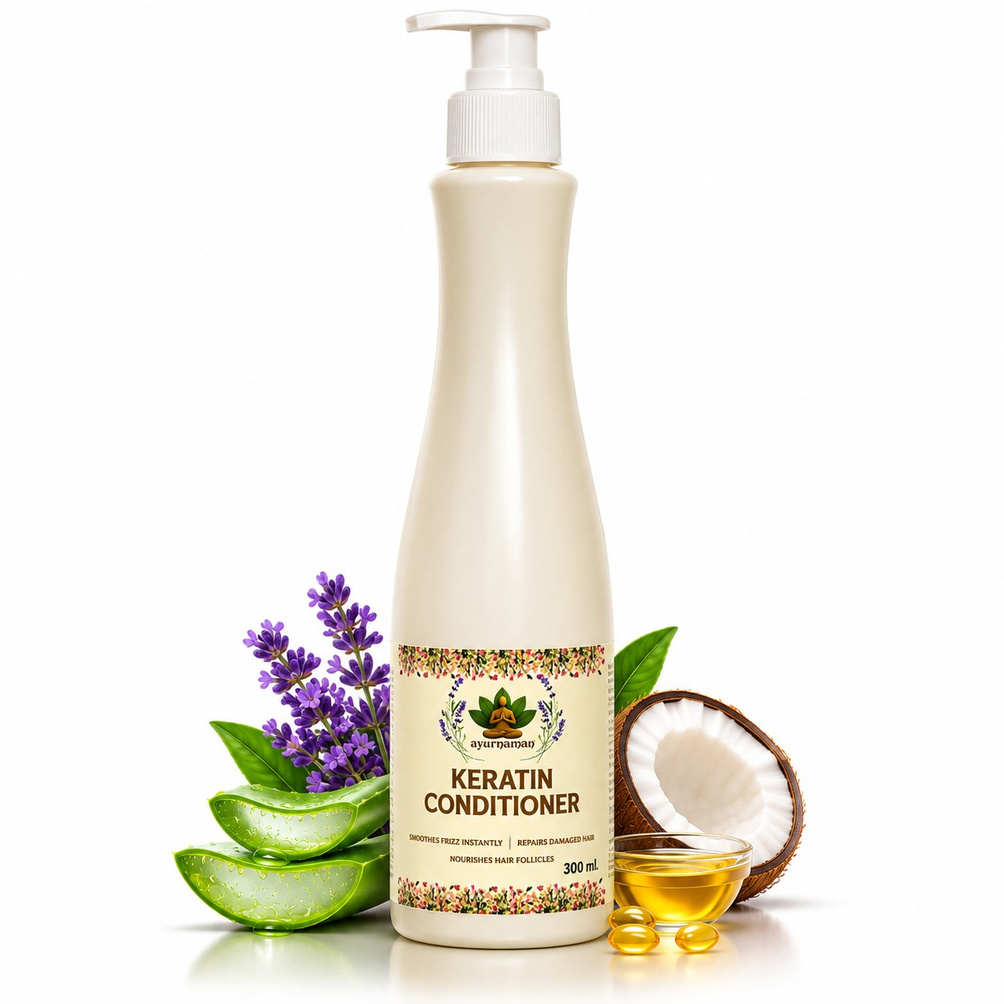 ayurnaman
KERATIN
CONDITIONER
SMOOTHES FRIZZ INSTANTLY | REPAIRS DAMAGED HAIR
NOURISHES HAIR FOLLICLES
300 ml.